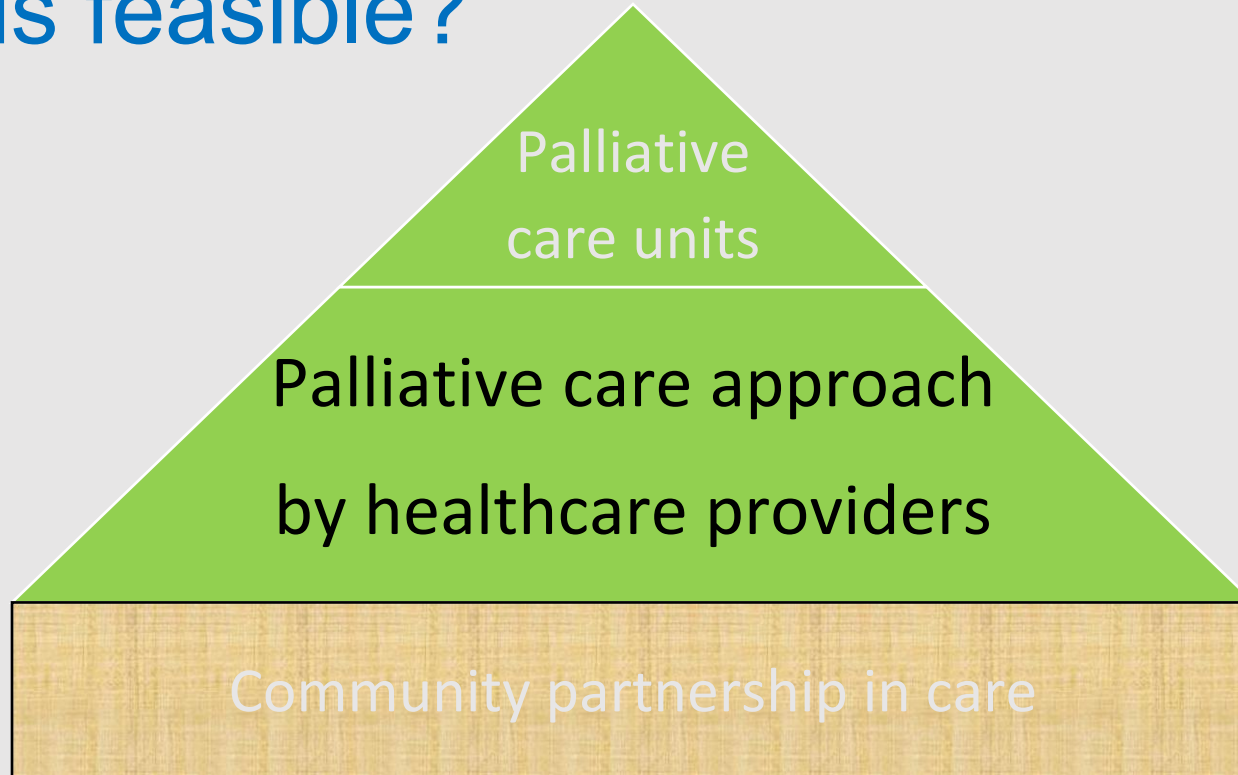 is feasible?
Palliative
care units
Palliative care approach
by healthcare providers
Community partnership in care